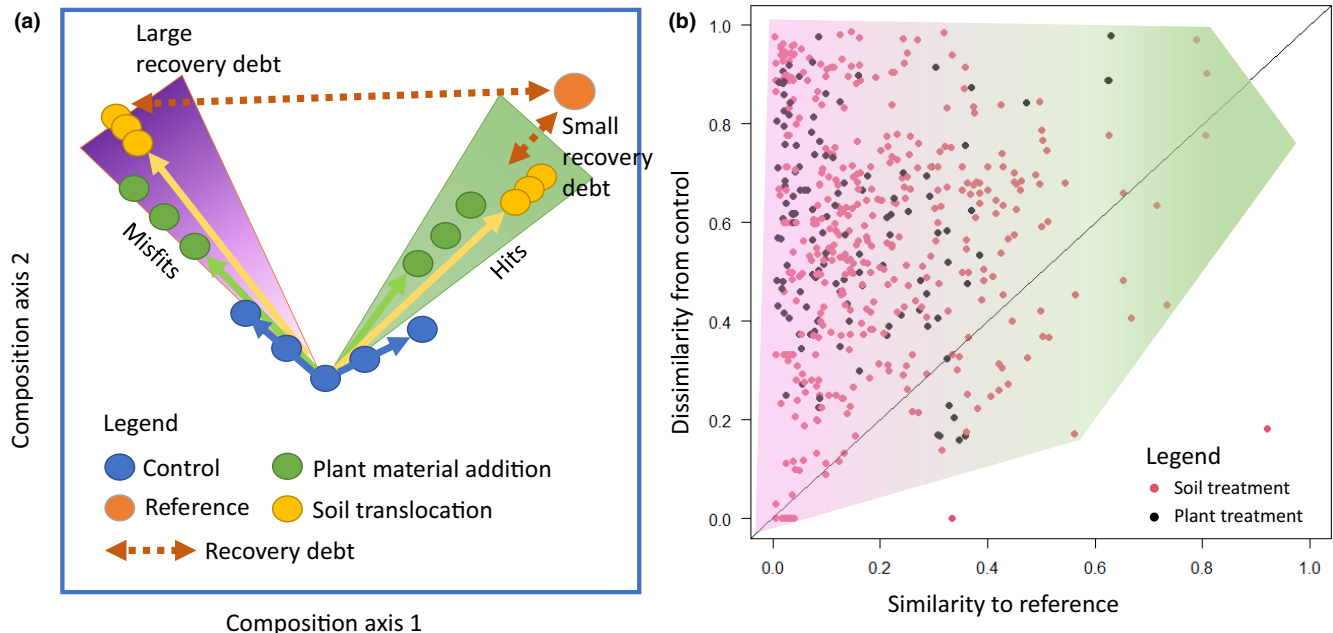 (a)
Large
recovery debt
Small
recovery
debt
Misfits
Hits
Composition axis 2
Legend
Control
Plant material addition
Reference
Soil translocation
Recovery debt
Composition axis 1
(b)
Dissimilarity from control
1.0
0.8
0.6
0.4
0.2
0.0
Legend
Soil treatment
Plant treatment
0.0 0.2 0.4 0.6 0.8 1.0
Similarity to reference